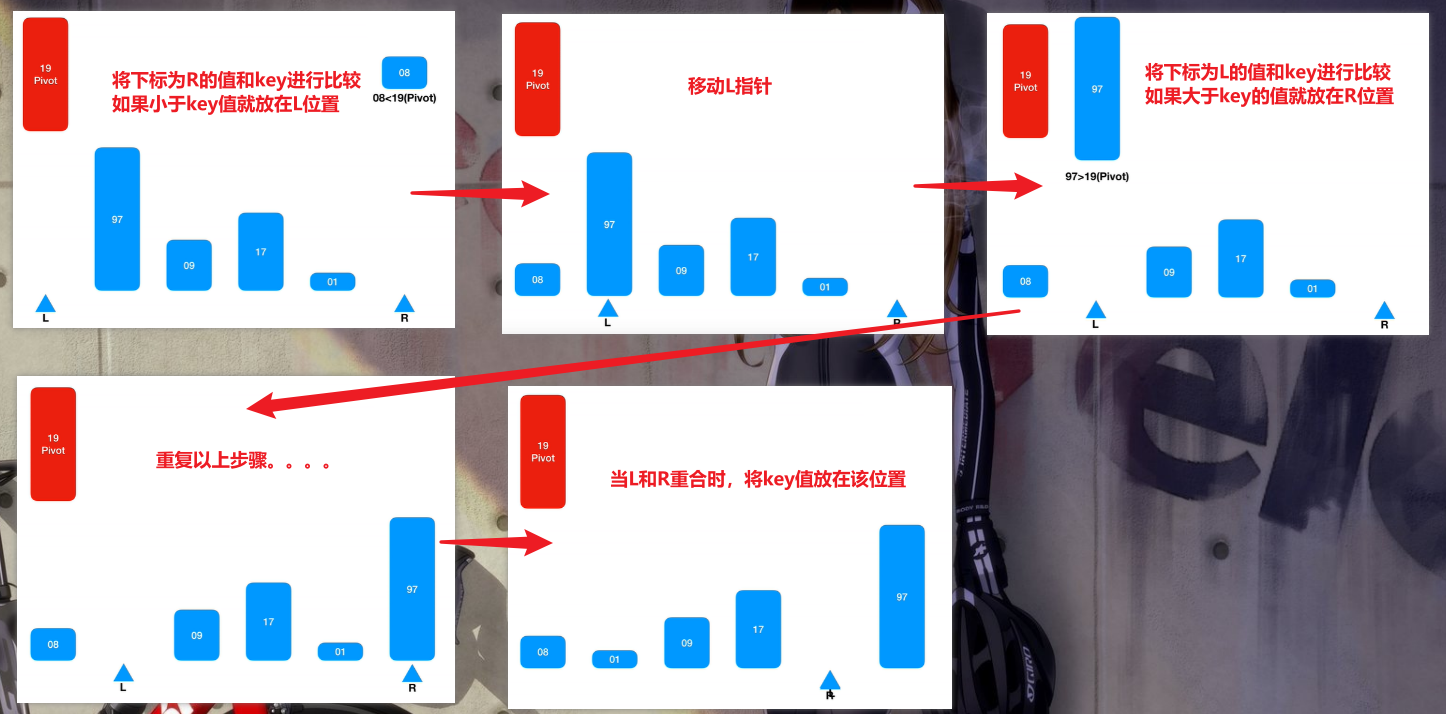 19
Pivot
将下标为R的值和key进行比较
如果小于key值就放在L位置
08
08<19(Pivot)
97
09
17
01
L
R
19
Pivot
移动L指针
08
97
09
17
01
L
R
19
Pivot
97
97>19(Pivot)
将下标为L的值和key进行比较
如果大于key的值就放在R位置
08
09
17
01
L
R
19
Pivot
重复以上步骤。。。。
08
09
17
01
97
L
R
19
Pivot
当L和R重合时，将key值放在该位置
08
01
09
17
97
INTERMEDIATE